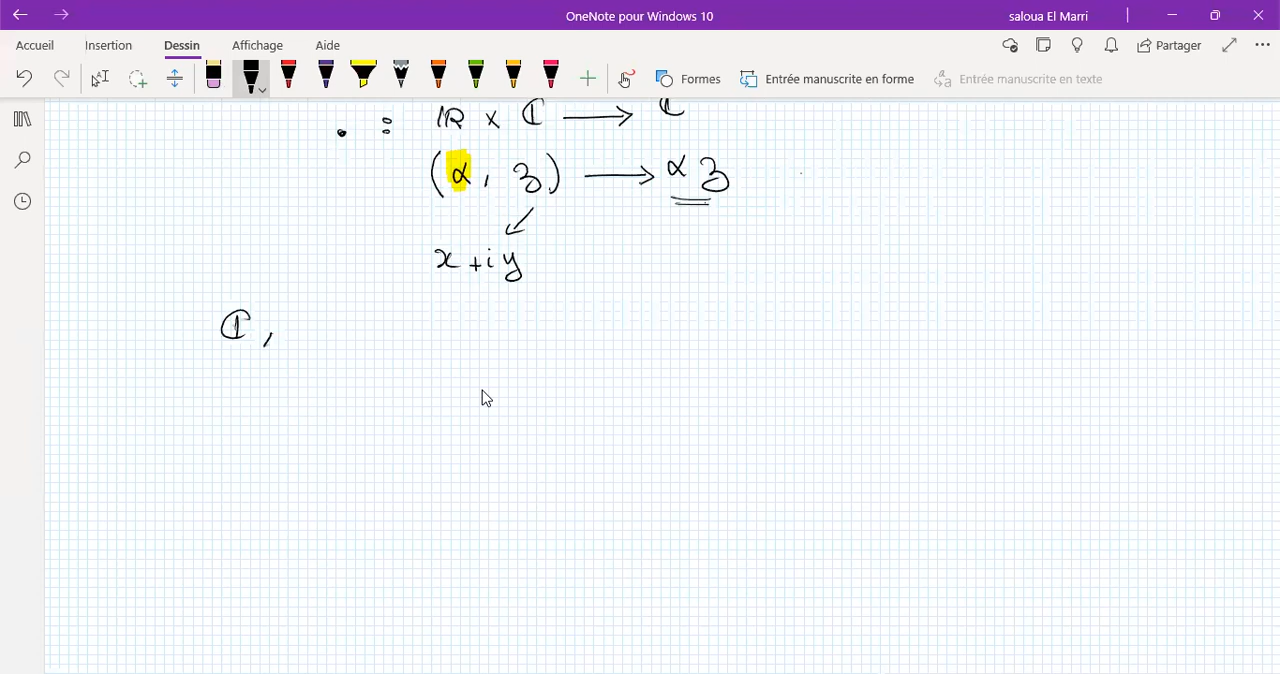 OneNote pour Windows 10
saloua El Marri
Accueil Insertion Dessin Affichage Aide
Partager
Formes Entrée manuscrite en forme Entrée manuscrite en texte
. : ℝ × ℂ ⟶ ℂ
(α, z) ⟶ αz
x + iy
ℂ,